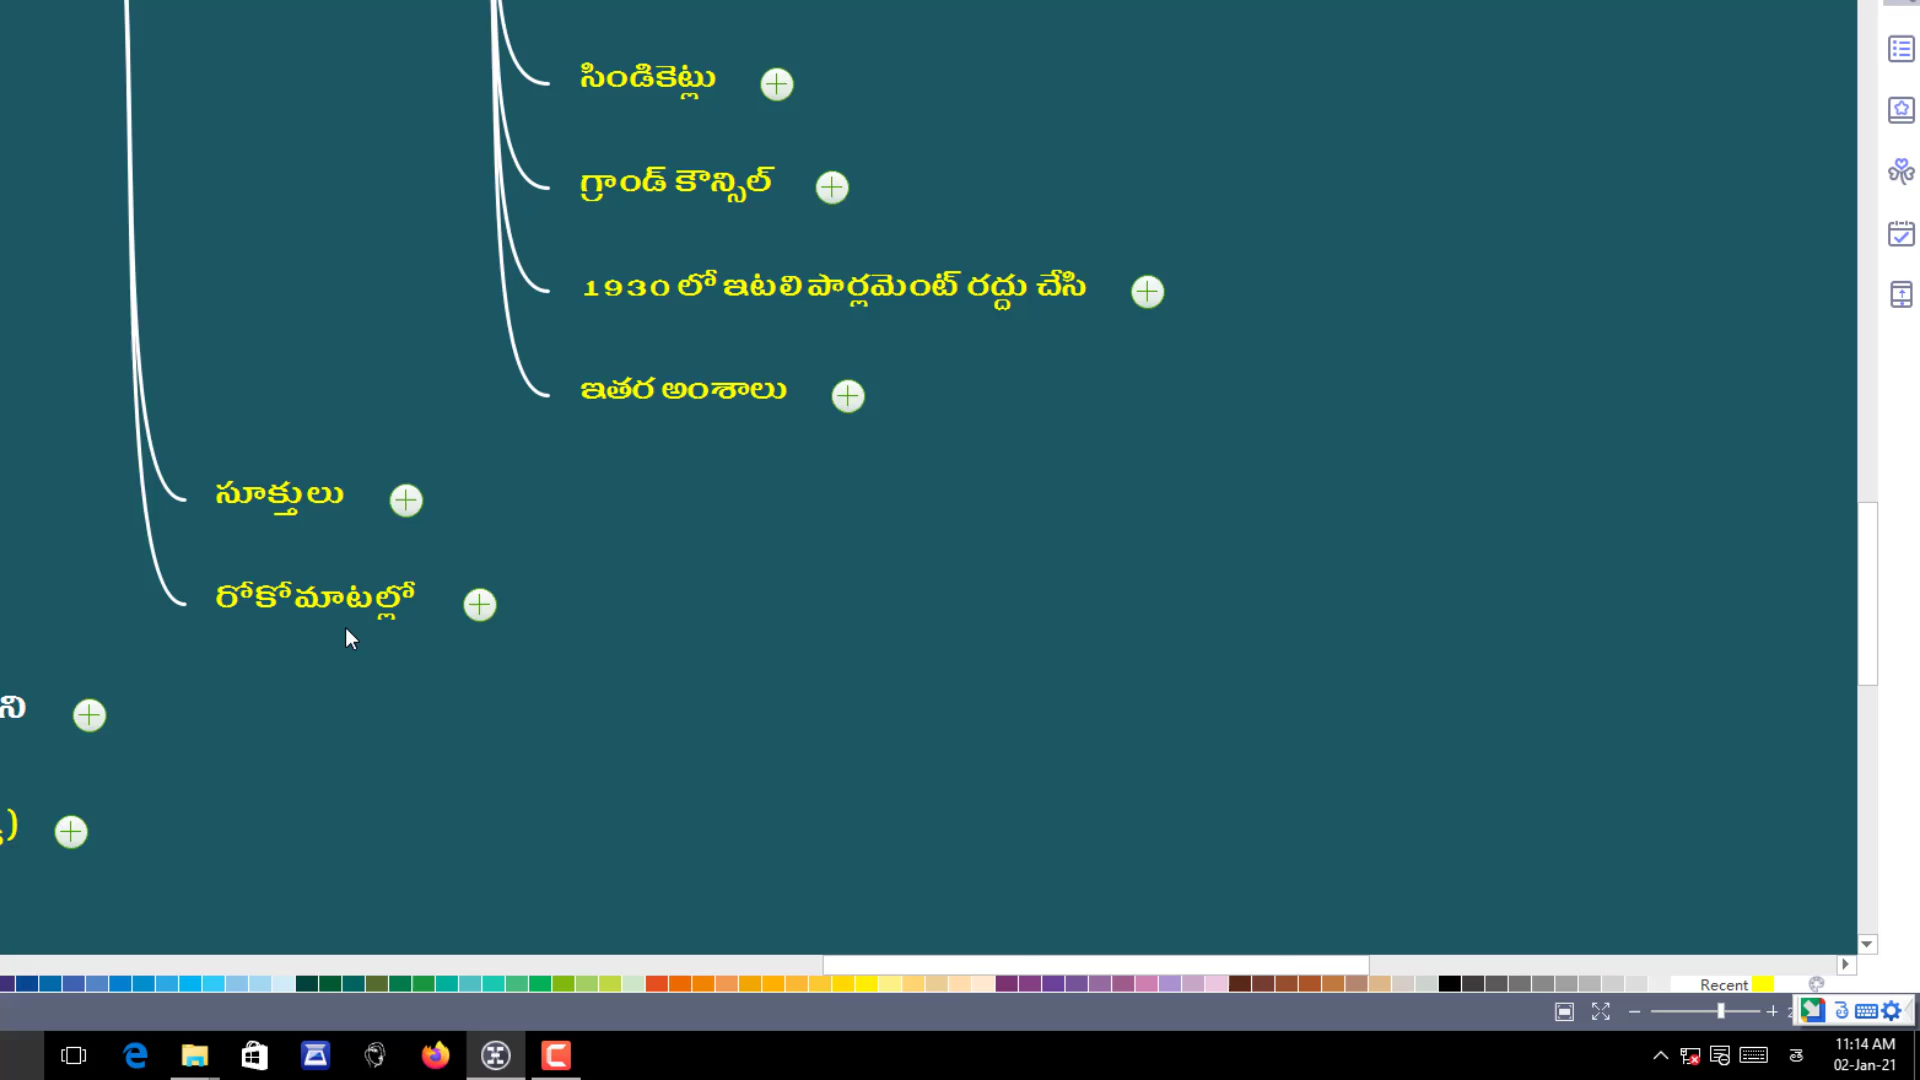 సిండికెట్లు
గ్రాండ్ కౌన్సిల్
1930 లో ఇటలి పార్లమెంట్ రద్దు చేసి
ఇతర అంశాలు
సూక్తులు
రోకోమాటల్లో
ని
)
Recent
తె
11:14 AM
02-Jan-21